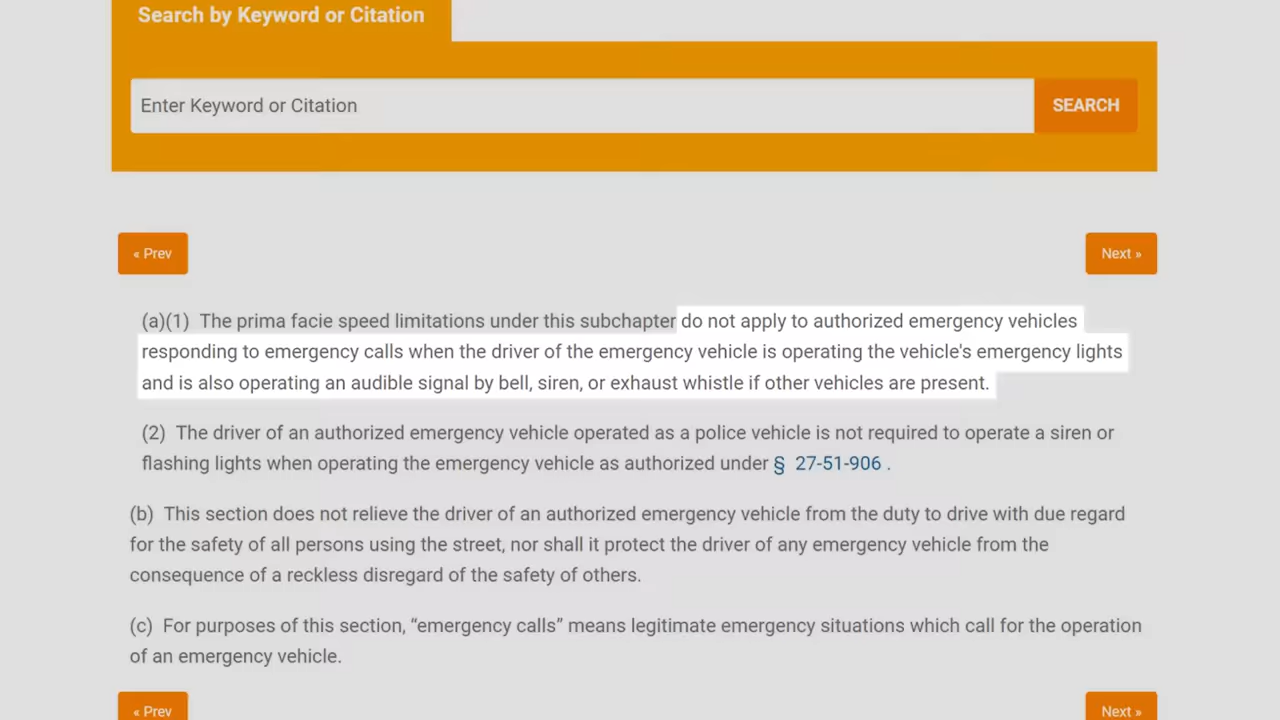 Search by Keyword or Citation
Enter Keyword or Citation
SEARCH
« Prev
Next »
(a)(1) The prima facie speed limitations under this subchapter do not apply to authorized emergency vehicles
responding to emergency calls when the driver of the emergency vehicle is operating the vehicle's emergency lights
and is also operating an audible signal by bell, siren, or exhaust whistle if other vehicles are present.
(2) The driver of an authorized emergency vehicle operated as a police vehicle is not required to operate a siren or
flashing lights when operating the emergency vehicle as authorized under § 27-51-906 .
(b) This section does not relieve the driver of an authorized emergency vehicle from the duty to drive with due regard
for the safety of all persons using the street, nor shall it protect the driver of any emergency vehicle from the
consequence of a reckless disregard of the safety of others.
(c) For purposes of this section, “emergency calls” means legitimate emergency situations which call for the operation
of an emergency vehicle.
« Prev
Next »